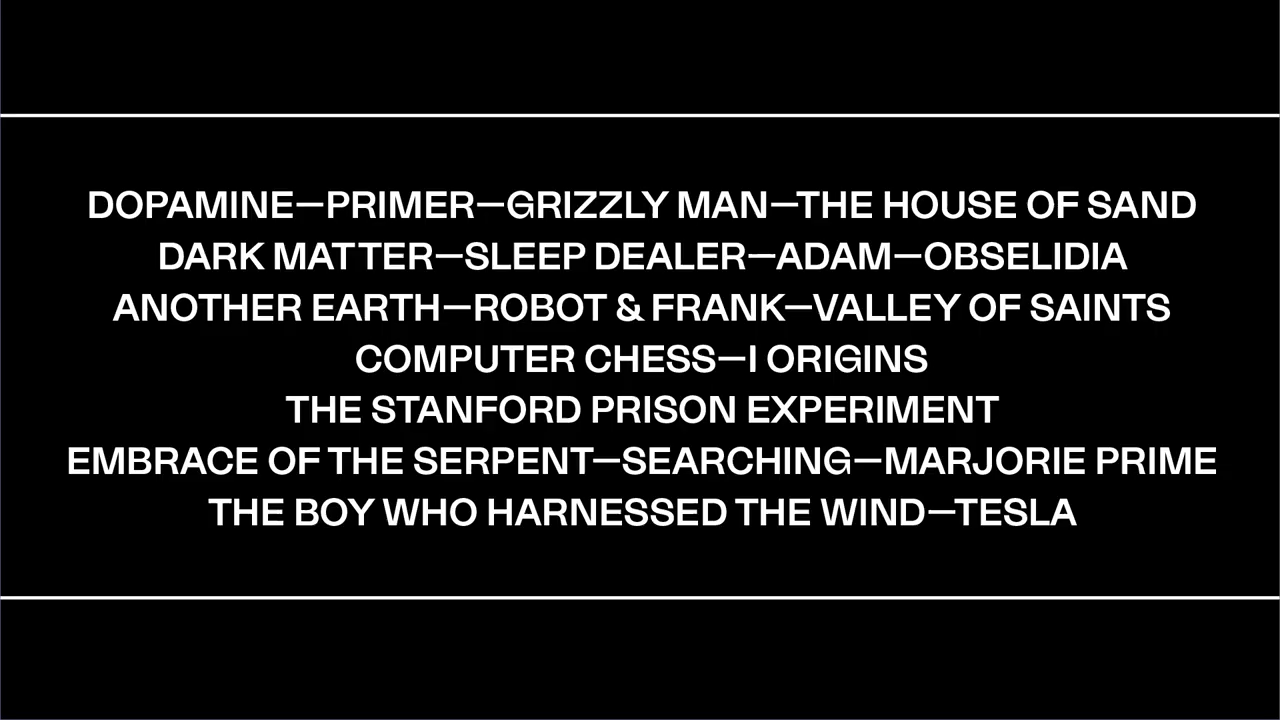 DOPAMINE—PRIMER—GRIZZLY MAN—THE HOUSE OF SAND
DARK MATTER—SLEEP DEALER—ADAM—OBSELIDIA
ANOTHER EARTH—ROBOT & FRANK—VALLEY OF SAINTS
COMPUTER CHESS—I ORIGINS
THE STANFORD PRISON EXPERIMENT
EMBRACE OF THE SERPENT—SEARCHING—MARJORIE PRIME
THE BOY WHO HARNESSED THE WIND—TESLA